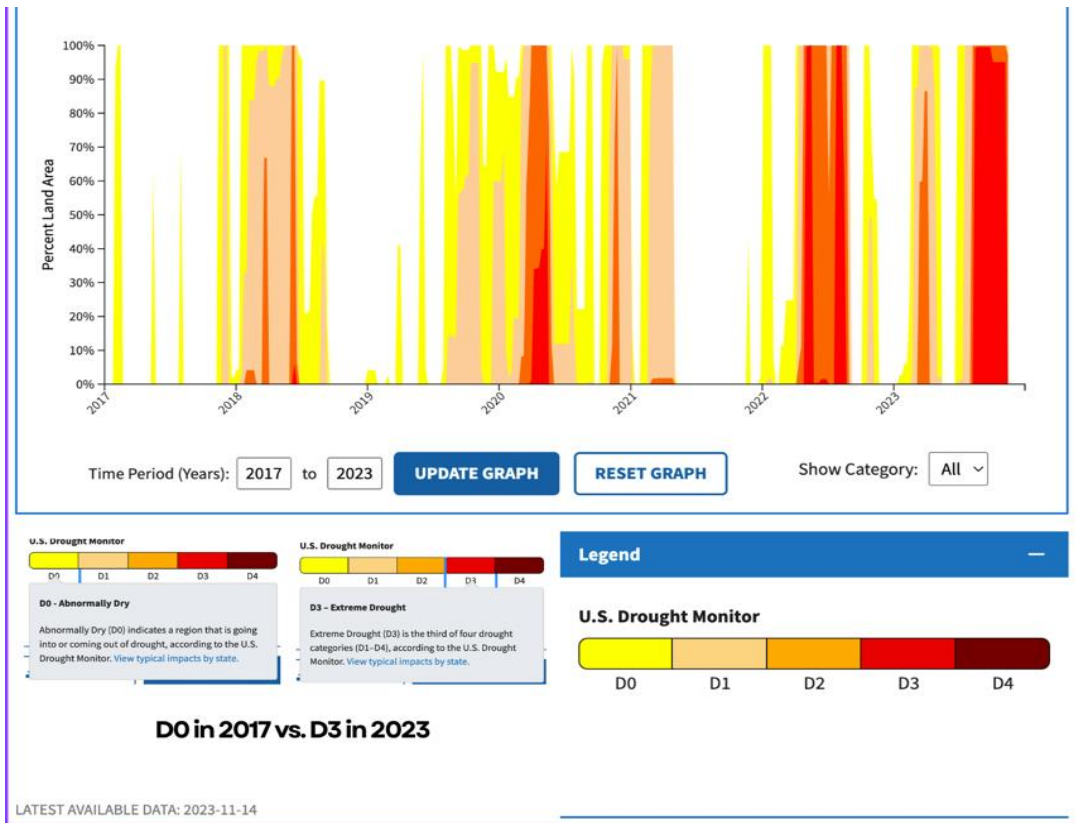 100%
90%
80%
70%
60%
50%
40%
30%
20%
10%
0%
Percent Land Area
2017 2018 2019 2020 2021 2022 2023
Time Period (Years): 2017 to 2023 UPDATE GRAPH RESET GRAPH Show Category: All
U.S. Drought Monitor
D0 D1 D2 D3 D4
D0 - Abnormally Dry
Abnormally Dry (D0) indicates a region that is going
into or coming out of drought, according to the U.S.
Drought Monitor. View typical impacts by state.
U.S. Drought Monitor
D0 D1 D2 D3 D4
D3 – Extreme Drought
Extreme Drought (D3) is the third of four drought
categories (D1–D4), according to the U.S. Drought
Monitor. View typical impacts by state.
Legend
U.S. Drought Monitor
D0 D1 D2 D3 D4
D0 in 2017 vs. D3 in 2023
LATEST AVAILABLE DATA: 2023-11-14